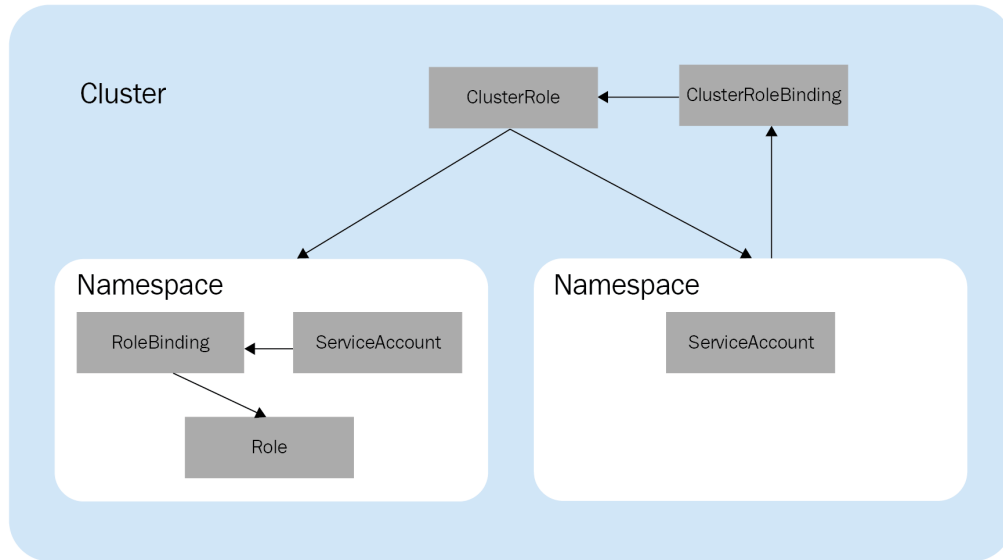 Cluster
ClusterRole
ClusterRoleBinding
Namespace
RoleBinding
ServiceAccount
Role
Namespace
ServiceAccount